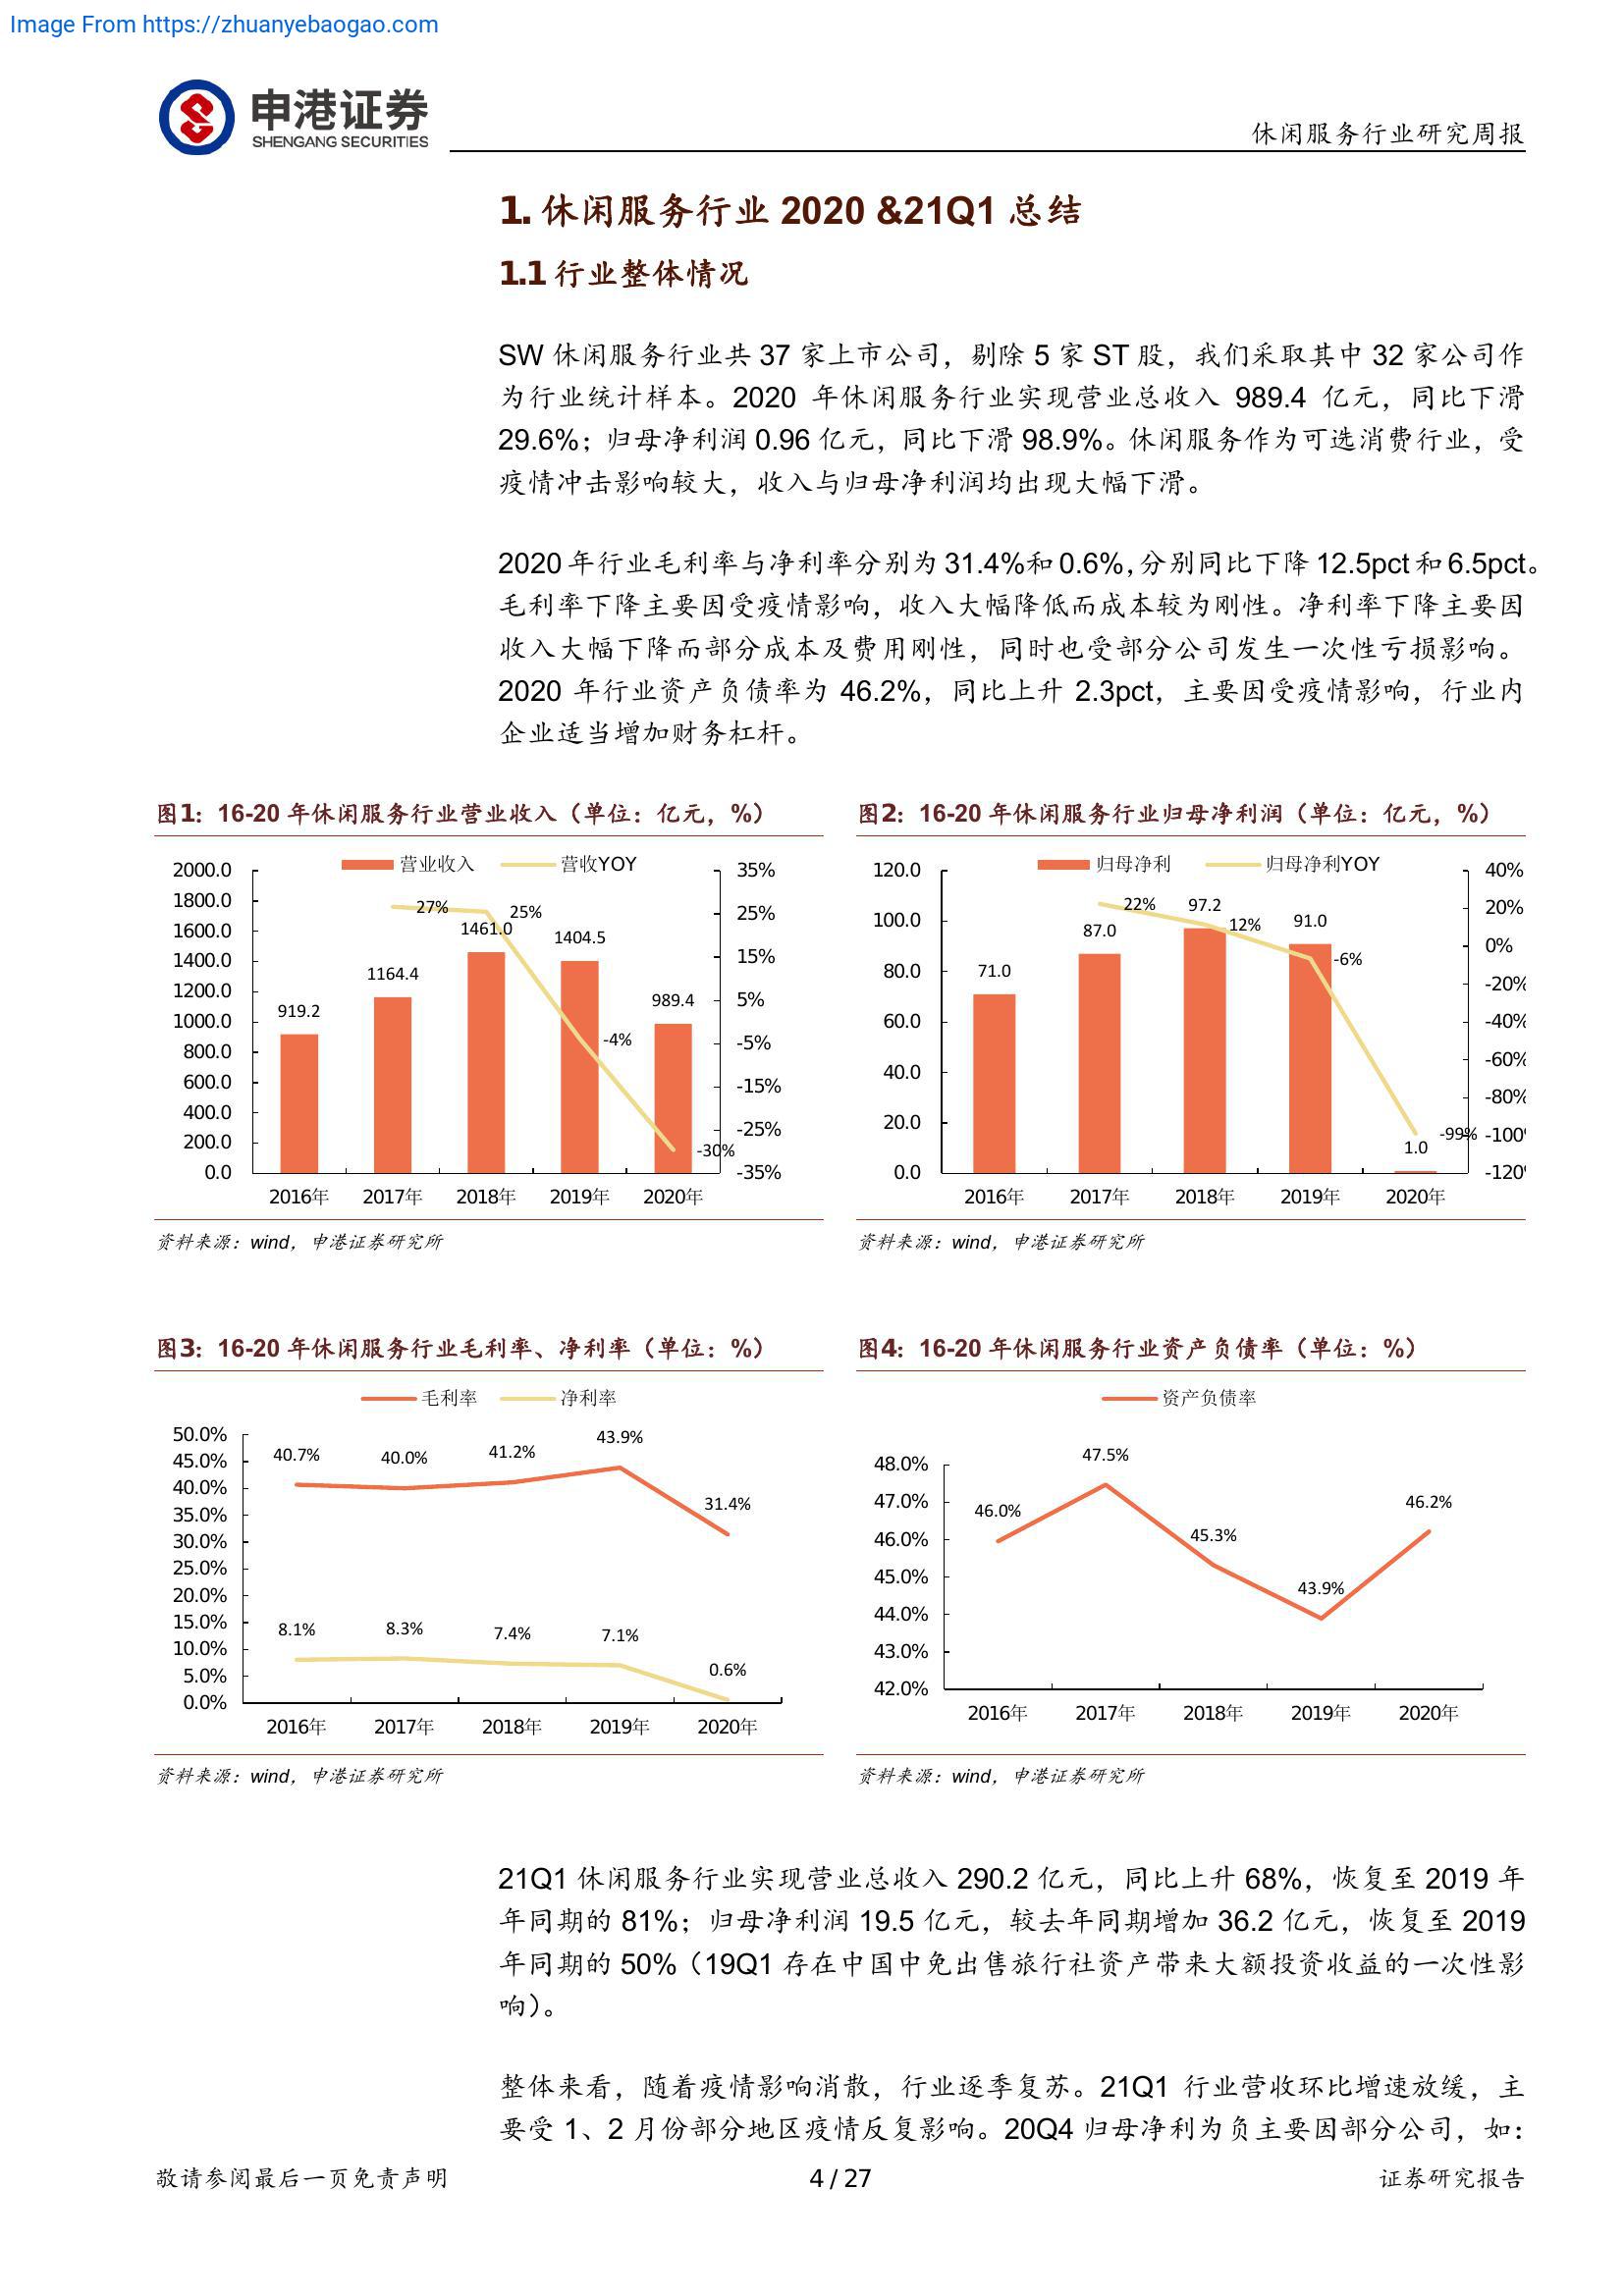 Image From https://zhuanyebaogao.com
申港证券
SHENGANG SECURITIES
休闲服务行业研究周报
1. 休闲服务行业 2020 &21Q1 总结
1.1 行业整体情况
SW 休闲服务行业共 37 家上市公司，剔除 5 家 ST 股，我们采取其中 32 家公司作
为行业统计样本。2020 年休闲服务行业实现营业总收入 989.4 亿元，同比下滑
29.6%；归母净利润 0.96 亿元，同比下滑 98.9%。休闲服务作为可选消费行业，受
疫情冲击影响较大，收入与归母净利润均出现大幅下滑。
2020 年行业毛利率与净利率分别为 31.4%和 0.6%，分别同比下降 12.5pct 和 6.5pct。
毛利率下降主要因受疫情影响，收入大幅降低而成本较为刚性。净利率下降主要因
收入大幅下降而部分成本及费用刚性，同时也受部分公司发生一次性亏损影响。
2020 年行业资产负债率为 46.2%，同比上升 2.3pct，主要因受疫情影响，行业内
企业适当增加财务杠杆。
图1：16-20 年休闲服务行业营业收入（单位：亿元，%）
营业收入 营收YOY
2000.0
1800.0
1600.0
1400.0
1200.0
1000.0
800.0
600.0
400.0
200.0
0.0
919.2
1164.4
1461.0
1404.5
989.4
27%
25%
-4%
-30%
35%
25%
15%
5%
-5%
-15%
-25%
-35%
2016年 2017年 2018年 2019年 2020年
资料来源：wind，申港证券研究所
图2：16-20 年休闲服务行业归母净利润（单位：亿元，%）
归母净利 归母净利YOY
120.0
100.0
80.0
60.0
40.0
20.0
0.0
71.0
87.0
97.2
91.0
1.0
22%
12%
-6%
-99%
40%
20%
0%
-20%
-40%
-60%
-80%
-100
-120
2016年 2017年 2018年 2019年 2020年
资料来源：wind，申港证券研究所
图3：16-20 年休闲服务行业毛利率、净利率（单位：%）
毛利率 净利率
50.0%
45.0%
40.0%
35.0%
30.0%
25.0%
20.0%
15.0%
10.0%
5.0%
0.0%
40.7% 40.0% 41.2% 43.9% 31.4%
8.1% 8.3% 7.4% 7.1% 0.6%
2016年 2017年 2018年 2019年 2020年
资料来源：wind，申港证券研究所
图4：16-20 年休闲服务行业资产负债率（单位：%）
资产负债率
48.0%
47.0%
46.0%
45.0%
44.0%
43.0%
42.0%
46.0% 47.5% 45.3% 43.9% 46.2%
2016年 2017年 2018年 2019年 2020年
资料来源：wind，申港证券研究所
21Q1 休闲服务行业实现营业总收入 290.2 亿元，同比上升 68%，恢复至 2019 年
年同期的 81%；归母净利润 19.5 亿元，较去年同期增加 36.2 亿元，恢复至 2019
年同期的 50%（19Q1 存在中国中免出售旅行社资产带来大额投资收益的一次性影
响）。
整体来看，随着疫情影响消散，行业逐季复苏。21Q1 行业营收环比增速放缓，主
要受 1、2 月份部分地区疫情反复影响。20Q4 归母净利为负主要因部分公司，如：
敬请参阅最后一页免责声明
4 / 27
证券研究报告